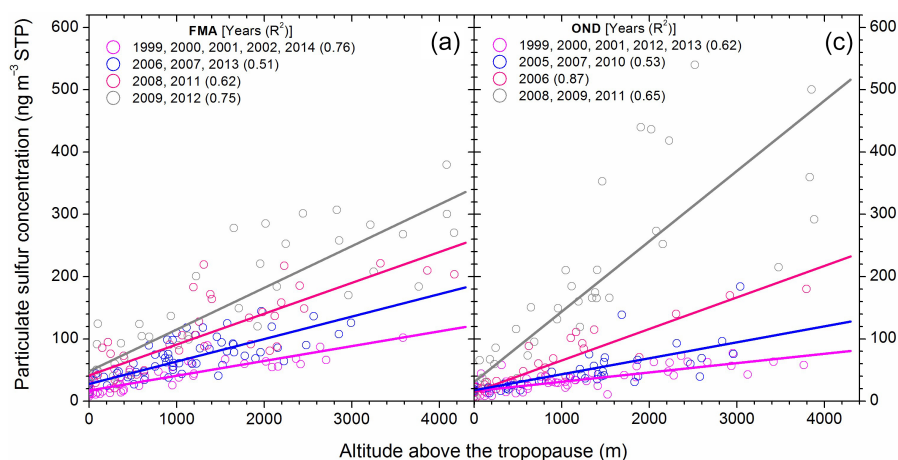 FMA [Years (R²)]
(a)
1999, 2000, 2001, 2002, 2014 (0.76)
2006, 2007, 2013 (0.51)
2008, 2011 (0.62)
2009, 2012 (0.75)
OND [Years (R²)]
(c)
1999, 2000, 2001, 2012, 2013 (0.62)
2005, 2007, 2010 (0.53)
2006 (0.87)
2008, 2009, 2011 (0.65)
Particulate sulfur concentration (ng m⁻³ STP)
600
500
400
300
200
100
0
600
500
400
300
200
100
0
0 1000 2000 3000 4000
0 1000 2000 3000 4000
Altitude above the tropopause (m)